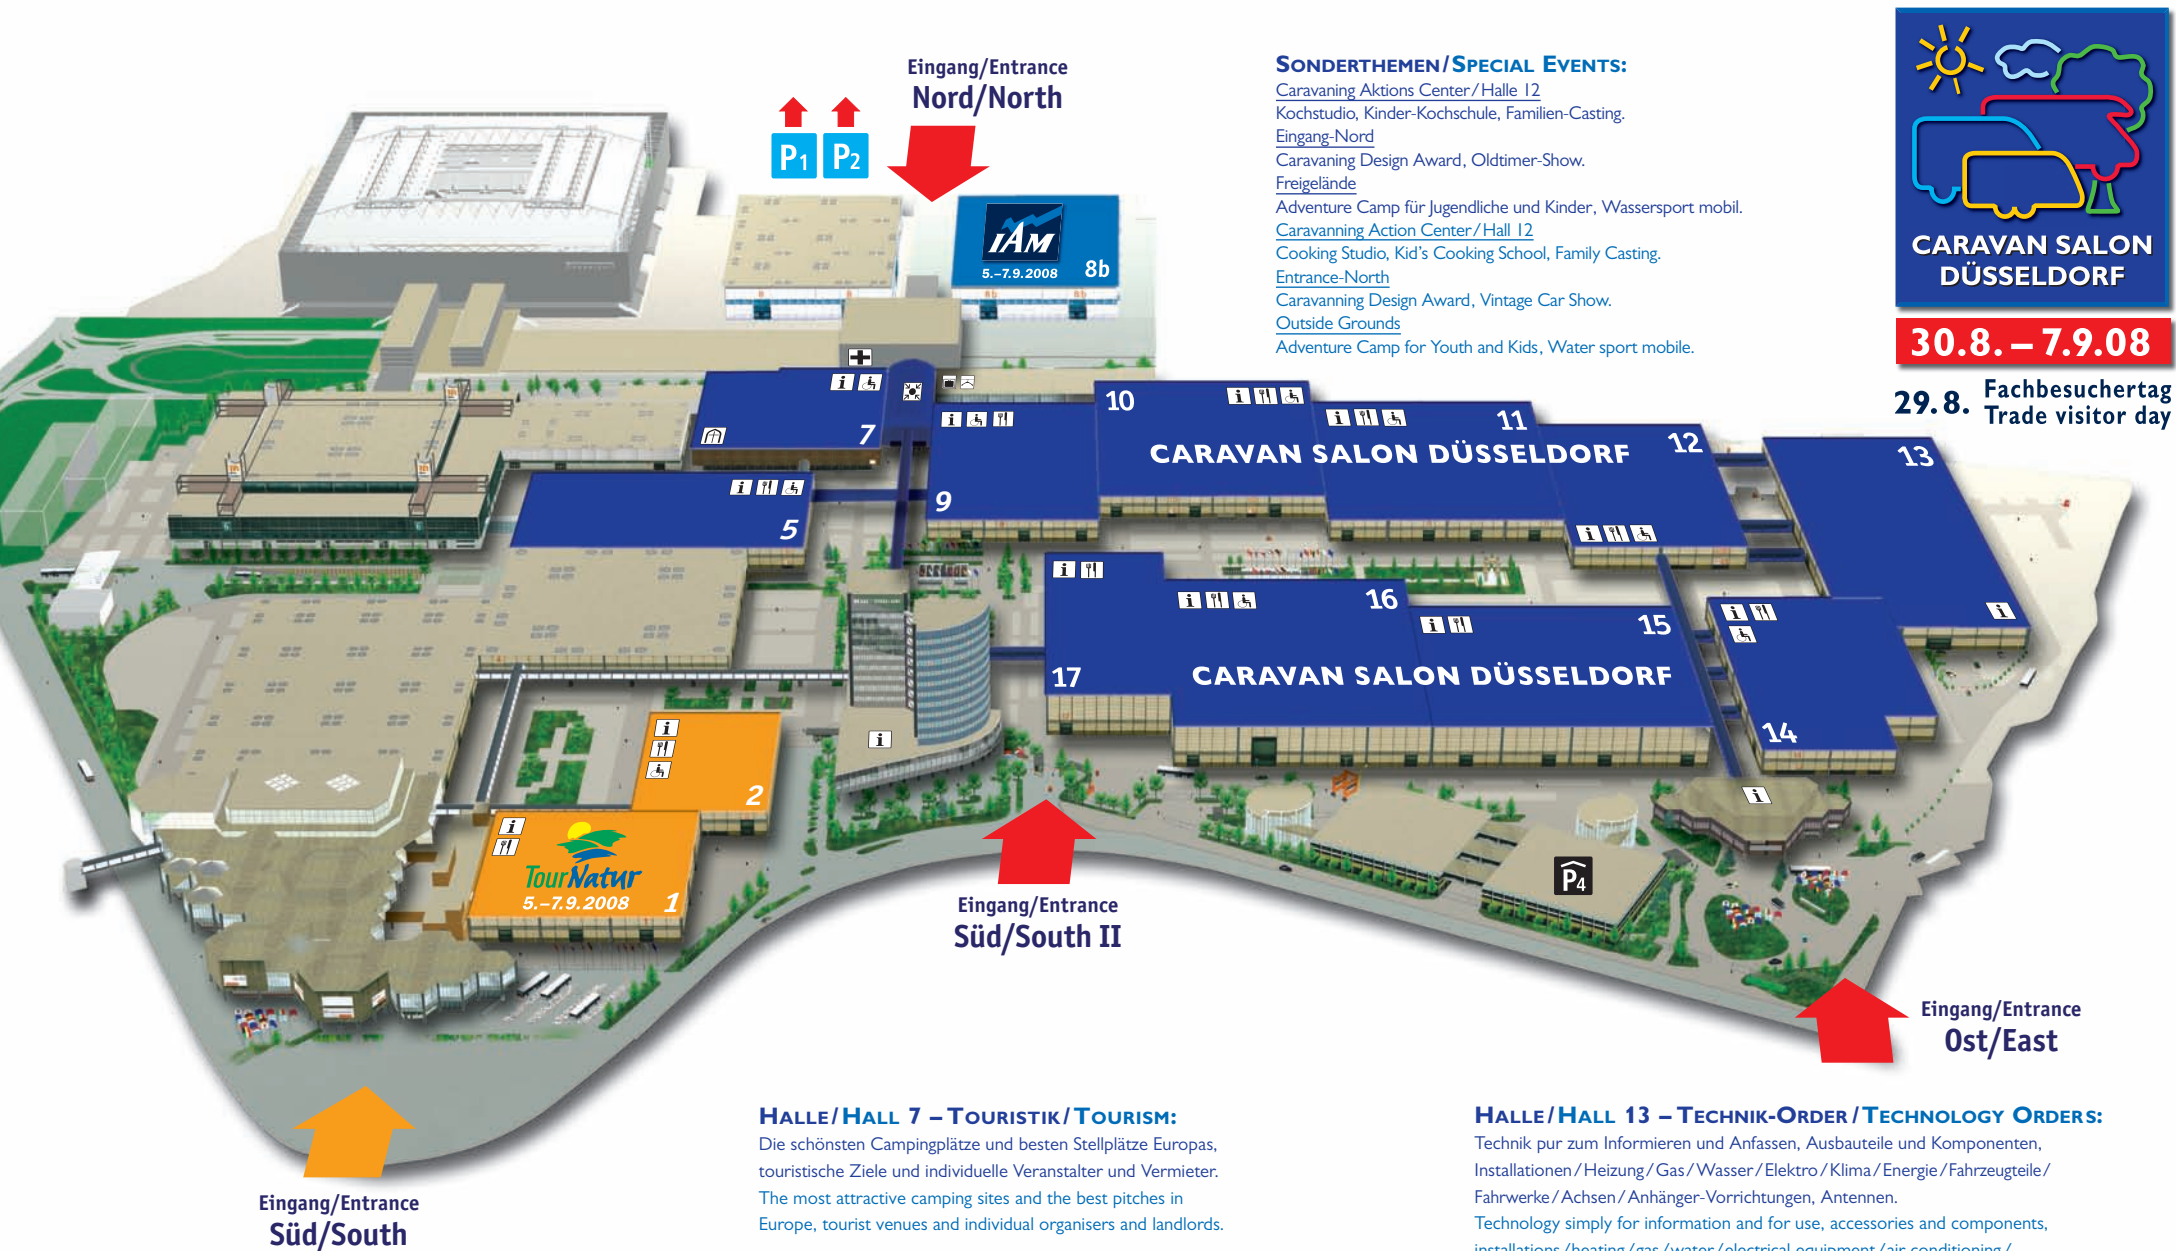 Eingang/Entrance
Nord/North
P1
P2
SONDERTHEMEN/SPECIAL EVENTS:
Caravaning Aktions Center/Halle 12
Kochstudio, Kinder-Kochschule, Familien-Casting.
Eingang-Nord
Caravaning Design Award, Oldtimer-Show.
Freigelände
Adventure Camp für Jugendliche und Kinder, Wassersport mobil.
Caravanning Action Center/Hall 12
Cooking Studio, Kid's Cooking School, Family Casting.
Entrance-North
Caravanning Design Award, Vintage Car Show.
Outside Grounds
Adventure Camp for Youth and Kids, Water sport mobile.
CARAVAN SALON
DÜSSELDORF
30.8. – 7.9.08
29.8. Fachbesuchertag
Trade visitor day
IAM
5.–7.9.2008
8b
7
5
9
10
11
12
13
CARAVAN SALON DÜSSELDORF
17
16
15
14
CARAVAN SALON DÜSSELDORF
2
TourNatur
5.–7.9.2008
1
P4
Eingang/Entrance
Süd/South II
Eingang/Entrance
Ost/East
Eingang/Entrance
Süd/South
HALLE/HALL 7 – TOURISTIK/TOURISM:
Die schönsten Campingplätze und besten Stellplätze Europas,
touristische Ziele und individuelle Veranstalter und Vermieter.
The most attractive camping sites and the best pitches in
Europe, tourist venues and individual organisers and landlords.
HALLE/HALL 13 – TECHNIK-ORDER/TECHNOLOGY ORDERS:
Technik pur zum Informieren und Anfassen, Ausbauteile und Komponenten,
Installationen/Heizung/Gas/Wasser/Elektro/Klima/Energie/Fahrzeugteile/
Fahrwerke/Achsen/Anhänger-Vorrichtungen, Antennen.
Technology simply for information and for use, accessories and components,
installations/heating/gas/water/electrical equipment/air conditioning/